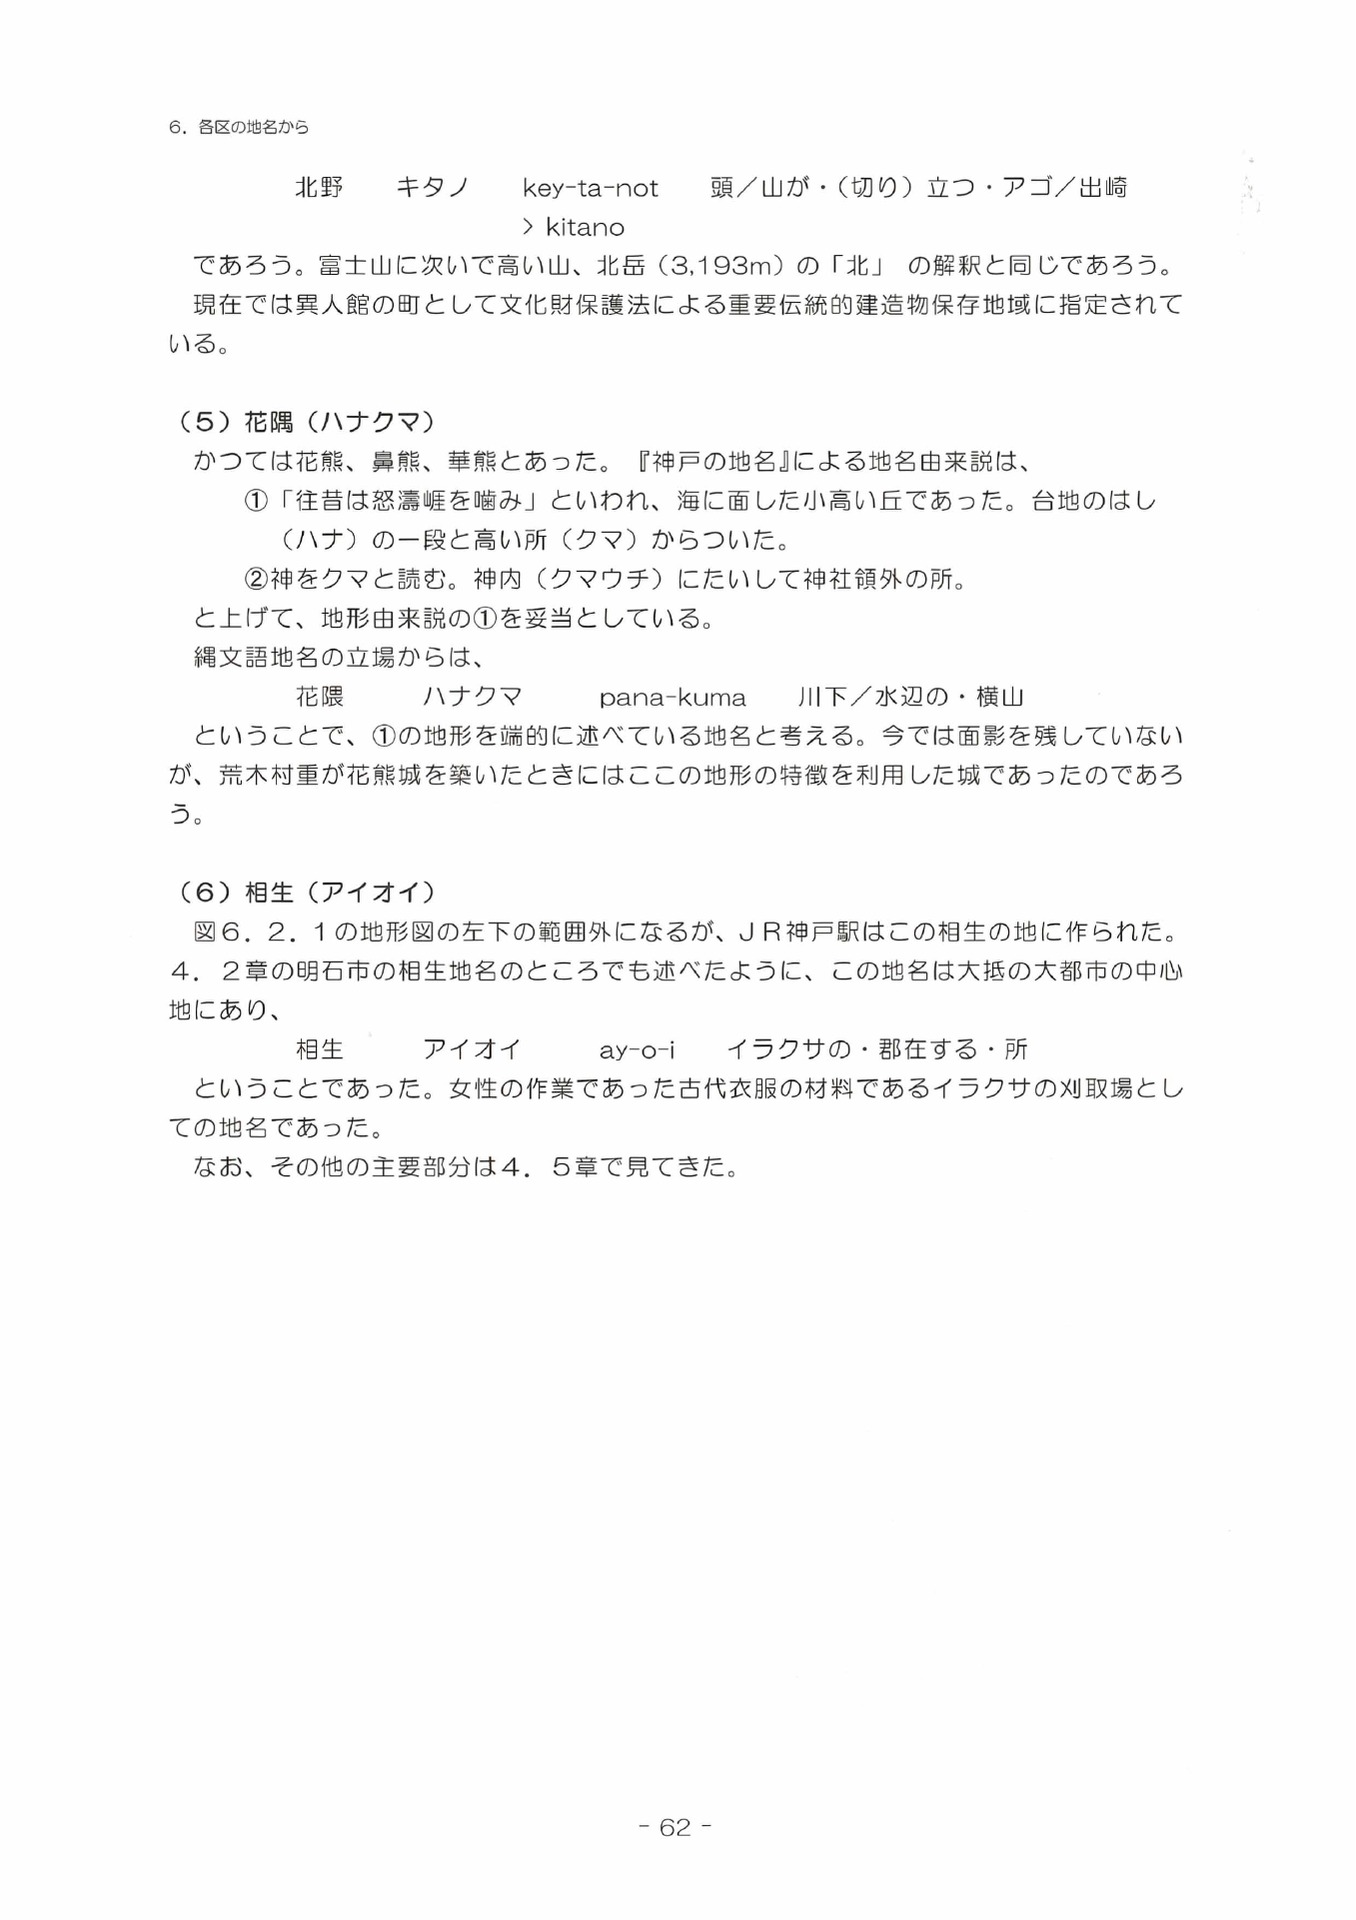 6．各区の地名から
北野　キタノ　key-ta-not　頭／山が・（切り）立つ・アゴ／出崎
> kitano
であろう。富士山に次いで高い山、北岳（3,193m）の「北」 の解釈と同じであろう。
現在では異人館の町として文化財保護法による重要伝統的建造物保存地域に指定されて
いる。
（5）花隈（ハナクマ）
かつては花熊、鼻熊、華熊とあった。『神戸の地名』による地名由来説は、
①「往昔は怒濤崕を噛み」といわれ、海に面した小高い丘であった。台地のはし
（ハナ）の一段と高い所（クマ）からついた。
②神をクマと読む。神内（クマウチ）にたいして神社領外の所。
と上げて、地形由来説の①を妥当としている。
縄文語地名の立場からは、
花隈　ハナクマ　pana-kuma　川下／水辺の・横山
ということで、①の地形を端的に述べている地名と考える。今では面影を残していない
が、荒木村重が花熊城を築いたときにはここの地形の特徴を利用した城であったのであろ
う。
（6）相生（アイオイ）
図６．２．１の地形図の左下の範囲外になるが、ＪＲ神戸駅はこの相生の地に作られた。
４．２章の明石市の相生地名のところでも述べたように、この地名は大抵の大都市の中心
地にあり、
相生　アイオイ　ay-o-i　イラクサの・郡在する・所
ということであった。女性の作業であった古代衣服の材料であるイラクサの刈取場とし
ての地名であった。
なお、その他の主要部分は４．５章で見てきた。
- 62 -